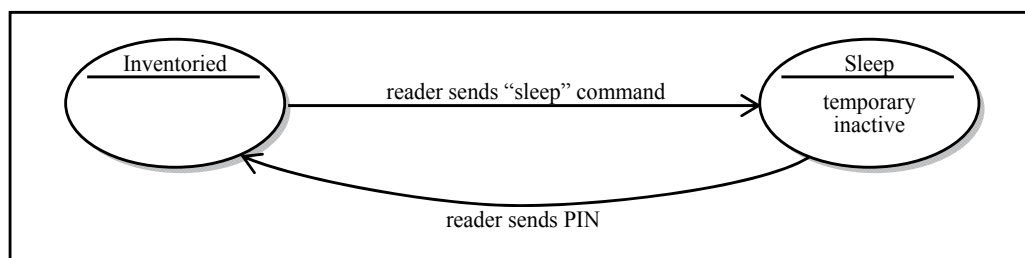 Inventoried
reader sends “sleep” command
Sleep
temporary
inactive
reader sends PIN